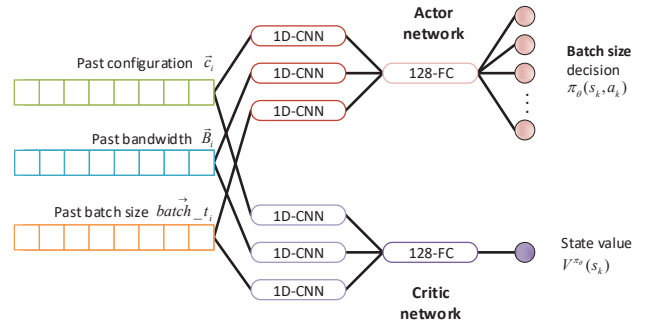 Past configuration c⃗_i
Past bandwidth B⃗_i
Past batch size batch⃗_t_i
1D-CNN
1D-CNN
1D-CNN
Actor
network
128-FC
Batch size
decision
π_θ(s_k, a_k)
1D-CNN
1D-CNN
1D-CNN
128-FC
Critic
network
State value
V^{π_θ}(s_k)